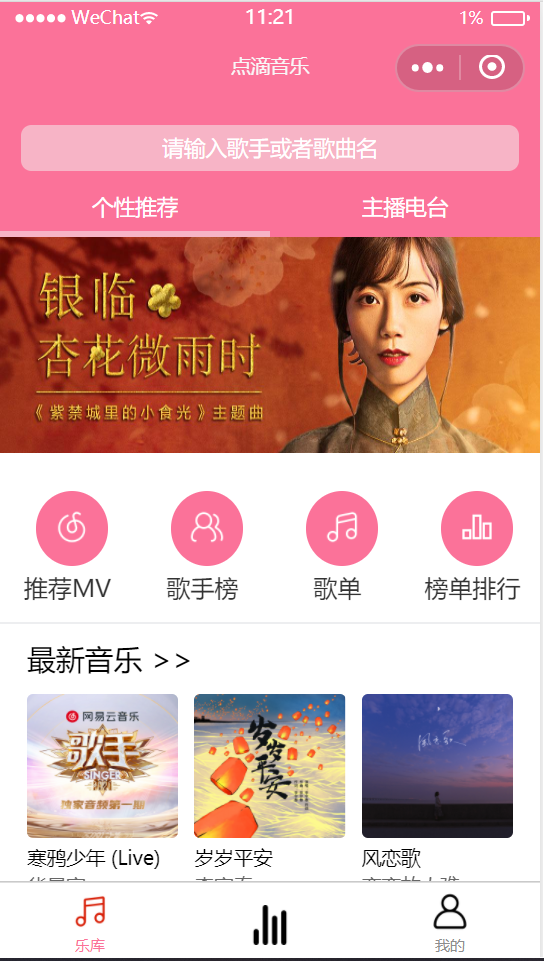 WeChat 11:21 1%
点滴音乐
请输入歌手或者歌曲名
个性推荐 主播电台
银临
杏花微雨时
《紫禁城里的小食光》主题曲
推荐MV 歌手榜 歌单 榜单排行
最新音乐 >>
网易云音乐
歌手
SINGER
独家音频第一期
岁岁平安
风恋歌
寒鸦少年 (Live) 岁岁平安 风恋歌
乐库 我的